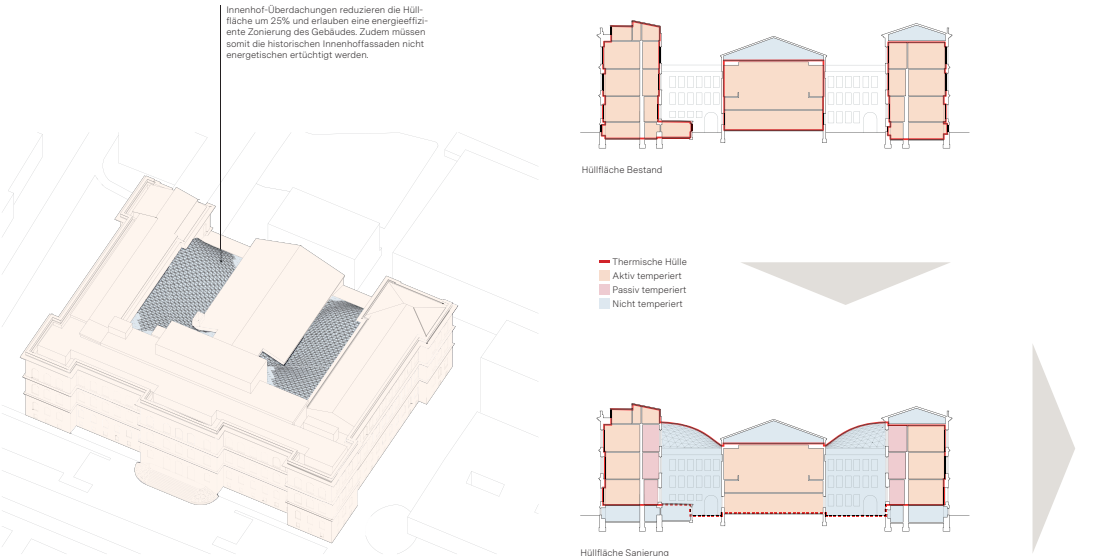 Innenhof-Überdachungen reduzieren die Hüll-
fläche um 25% und erlauben eine energieeffizi-
ente Zonierung des Gebäudes. Zudem müssen
somit die historischen Innenhoffassaden nicht
energetischen ertüchtigt werden.
Hüllfläche Bestand
Thermische Hülle
Aktiv temperiert
Passiv temperiert
Nicht temperiert
Hüllfläche Sanierung